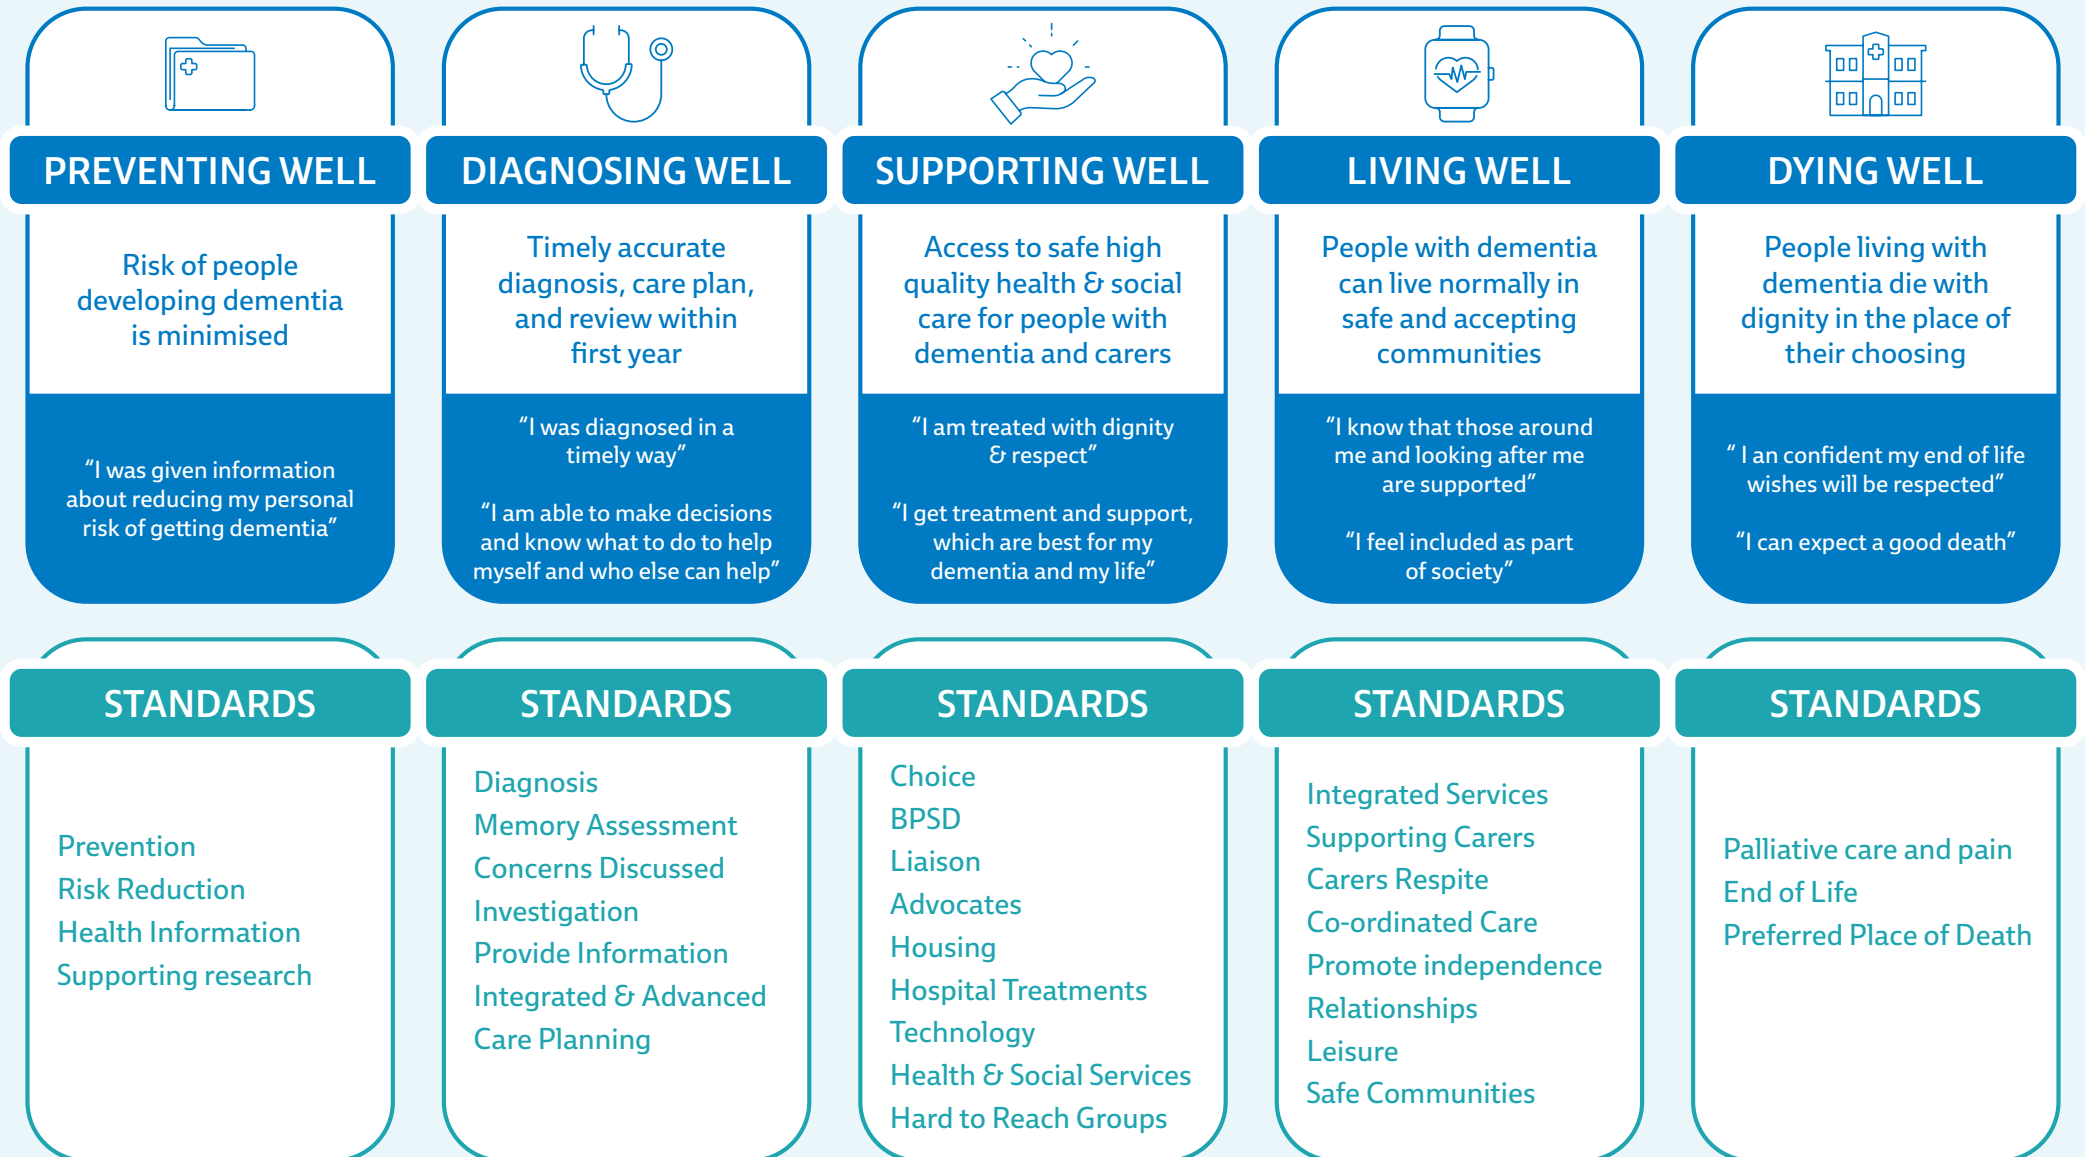 PREVENTING WELL
Risk of people
developing dementia
is minimised
“I was given information
about reducing my personal
risk of getting dementia”
DIAGNOSING WELL
Timely accurate
diagnosis, care plan,
and review within
first year
“I was diagnosed in a
timely way”
“I am able to make decisions
and know what to do to help
myself and who else can help”
SUPPORTING WELL
Access to safe high
quality health & social
care for people with
dementia and carers
“I am treated with dignity
& respect”
“I get treatment and support,
which are best for my
dementia and my life”
LIVING WELL
People with dementia
can live normally in
safe and accepting
communities
“I know that those around
me and looking after me
are supported”
“I feel included as part
of society”
DYING WELL
People living with
dementia die with
dignity in the place of
their choosing
“ I an confident my end of life
wishes will be respected”
“I can expect a good death”
STANDARDS
Prevention
Risk Reduction
Health Information
Supporting research
STANDARDS
Diagnosis
Memory Assessment
Concerns Discussed
Investigation
Provide Information
Integrated & Advanced
Care Planning
STANDARDS
Choice
BPSD
Liaison
Advocates
Housing
Hospital Treatments
Technology
Health & Social Services
Hard to Reach Groups
STANDARDS
Integrated Services
Supporting Carers
Carers Respite
Co-ordinated Care
Promote independence
Relationships
Leisure
Safe Communities
STANDARDS
Palliative care and pain
End of Life
Preferred Place of Death